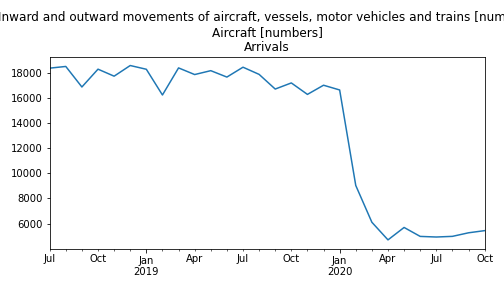 Inward and outward movements of aircraft, vessels, motor vehicles and trains [num
Aircraft [numbers]
Arrivals
18000
16000
14000
12000
10000
8000
6000
Jul Oct Jan Apr Jul Oct Jan Apr Jul Oct
2019 2020